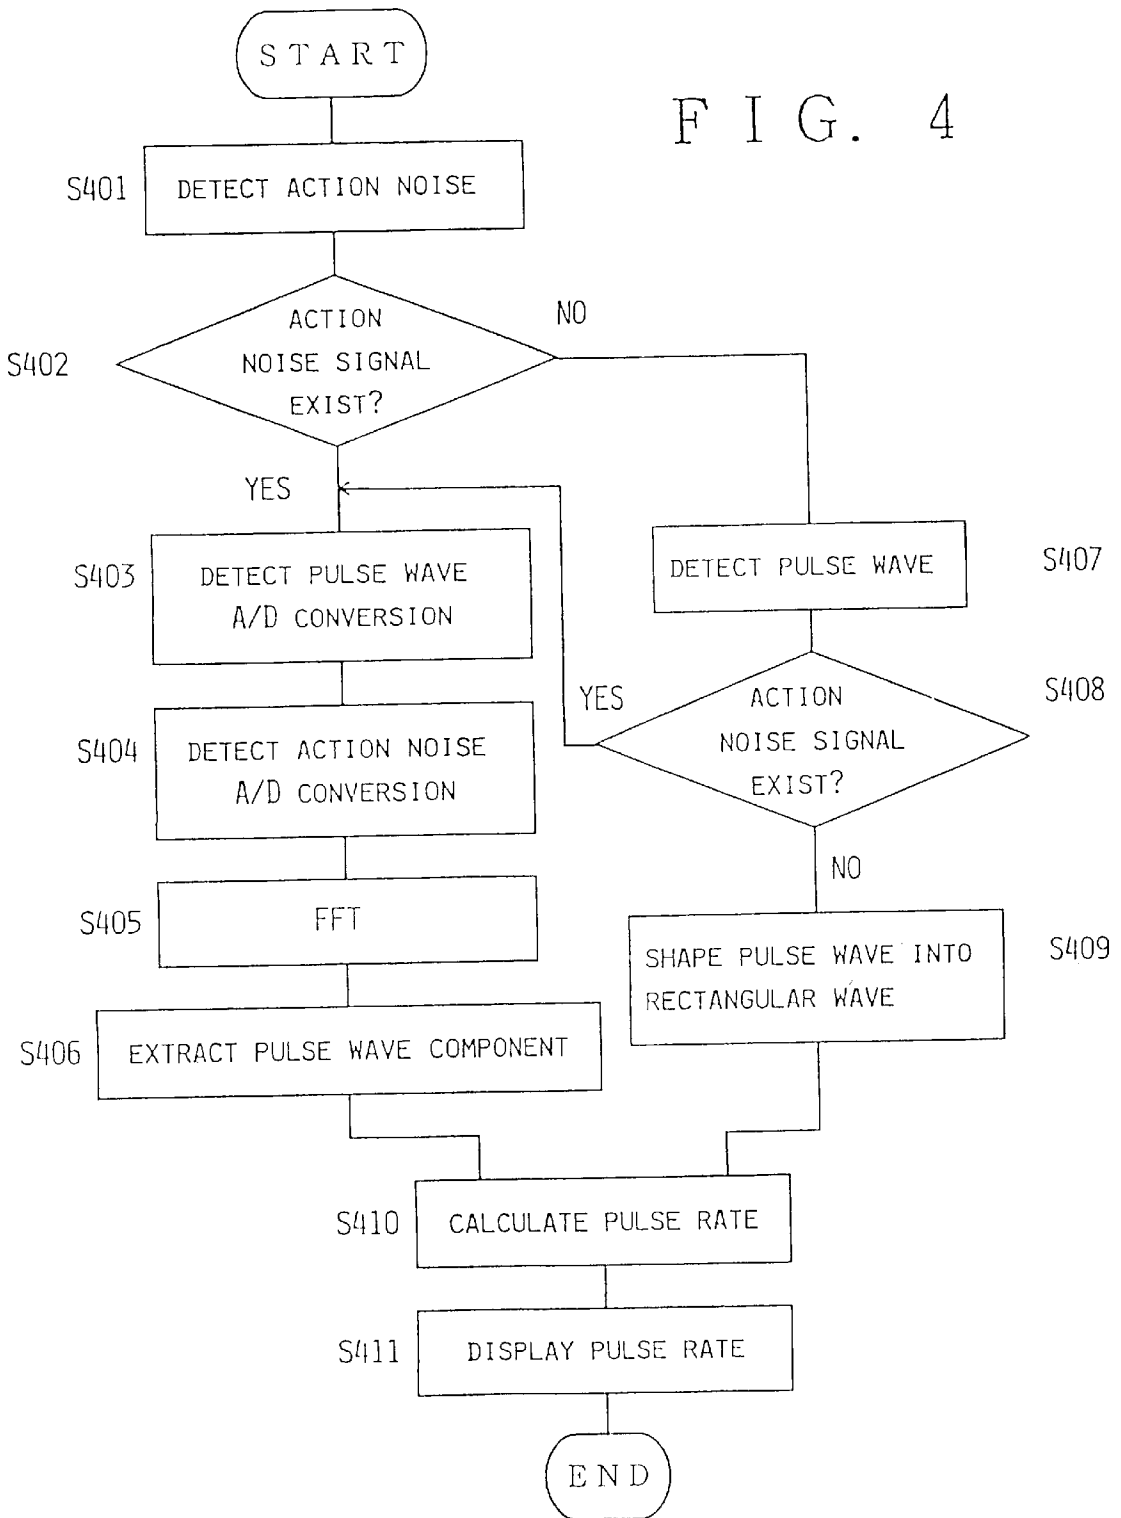 START
FIG. 4
S401
DETECT ACTION NOISE
S402
ACTION
NOISE SIGNAL
EXIST?
NO
YES
S403
DETECT PULSE WAVE
A/D CONVERSION
S404
DETECT ACTION NOISE
A/D CONVERSION
S405
FFT
S406
EXTRACT PULSE WAVE COMPONENT
DETECT PULSE WAVE
S407
YES
ACTION
NOISE SIGNAL
EXIST?
S408
NO
SHAPE PULSE WAVE INTO
RECTANGULAR WAVE
S409
S410
CALCULATE PULSE RATE
S411
DISPLAY PULSE RATE
END